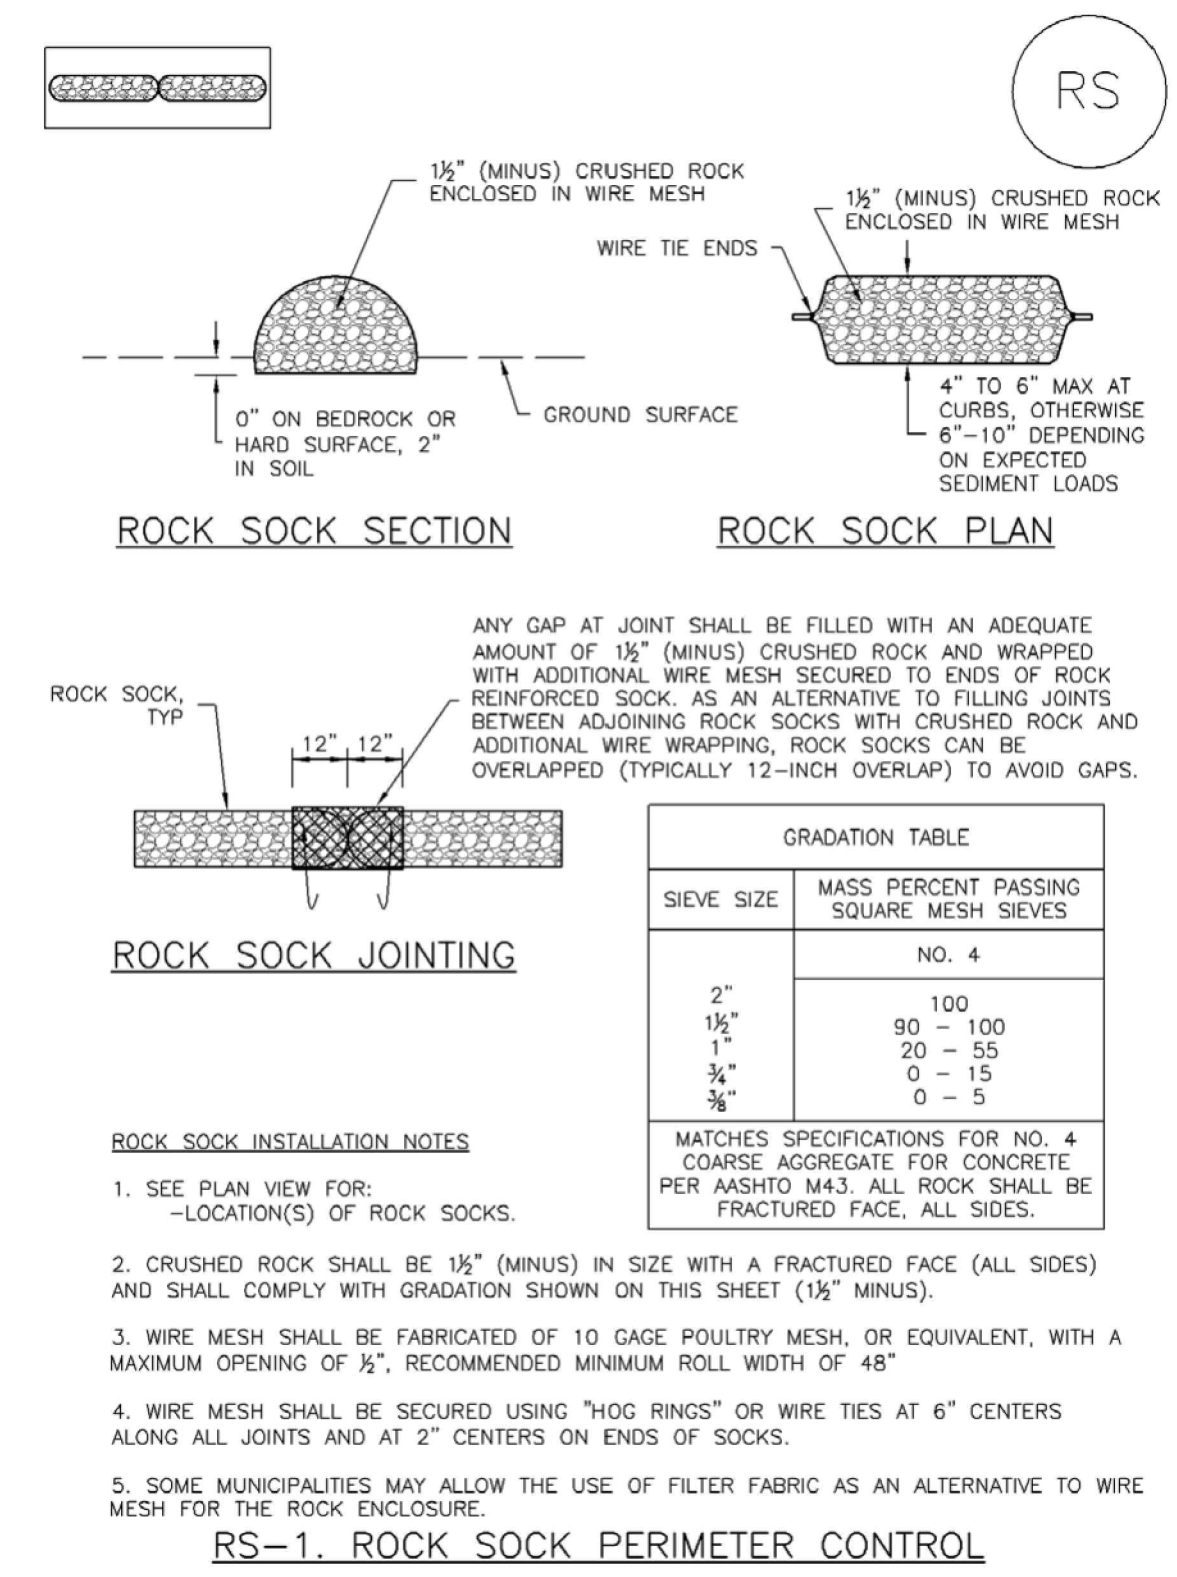 RS
1½" (MINUS) CRUSHED ROCK
ENCLOSED IN WIRE MESH
1½" (MINUS) CRUSHED ROCK
ENCLOSED IN WIRE MESH
WIRE TIE ENDS
0" ON BEDROCK OR
HARD SURFACE, 2"
IN SOIL
GROUND SURFACE
4" TO 6" MAX AT
CURBS, OTHERWISE
6"-10" DEPENDING
ON EXPECTED
SEDIMENT LOADS
ROCK SOCK SECTION
ROCK SOCK PLAN
ANY GAP AT JOINT SHALL BE FILLED WITH AN ADEQUATE
AMOUNT OF 1½" (MINUS) CRUSHED ROCK AND WRAPPED
WITH ADDITIONAL WIRE MESH SECURED TO ENDS OF ROCK
REINFORCED SOCK. AS AN ALTERNATIVE TO FILLING JOINTS
BETWEEN ADJOINING ROCK SOCKS WITH CRUSHED ROCK AND
ADDITIONAL WIRE WRAPPING, ROCK SOCKS CAN BE
OVERLAPPED (TYPICALLY 12-INCH OVERLAP) TO AVOID GAPS.
ROCK SOCK,
TYP
12" 12"
ROCK SOCK JOINTING
GRADATION TABLE
SIEVE SIZE
MASS PERCENT PASSING
SQUARE MESH SIEVES
NO. 4
2" 100
1½" 90 - 100
1" 20 - 55
¾" 0 - 15
⅜" 0 - 5
MATCHES SPECIFICATIONS FOR NO. 4
COARSE AGGREGATE FOR CONCRETE
PER AASHTO M43. ALL ROCK SHALL BE
FRACTURED FACE, ALL SIDES.
ROCK SOCK INSTALLATION NOTES
1. SEE PLAN VIEW FOR:
-LOCATION(S) OF ROCK SOCKS.
2. CRUSHED ROCK SHALL BE 1½" (MINUS) IN SIZE WITH A FRACTURED FACE (ALL SIDES)
AND SHALL COMPLY WITH GRADATION SHOWN ON THIS SHEET (1½" MINUS).
3. WIRE MESH SHALL BE FABRICATED OF 10 GAGE POULTRY MESH, OR EQUIVALENT, WITH A
MAXIMUM OPENING OF ½", RECOMMENDED MINIMUM ROLL WIDTH OF 48"
4. WIRE MESH SHALL BE SECURED USING "HOG RINGS" OR WIRE TIES AT 6" CENTERS
ALONG ALL JOINTS AND AT 2" CENTERS ON ENDS OF SOCKS.
5. SOME MUNICIPALITIES MAY ALLOW THE USE OF FILTER FABRIC AS AN ALTERNATIVE TO WIRE
MESH FOR THE ROCK ENCLOSURE.
RS-1. ROCK SOCK PERIMETER CONTROL